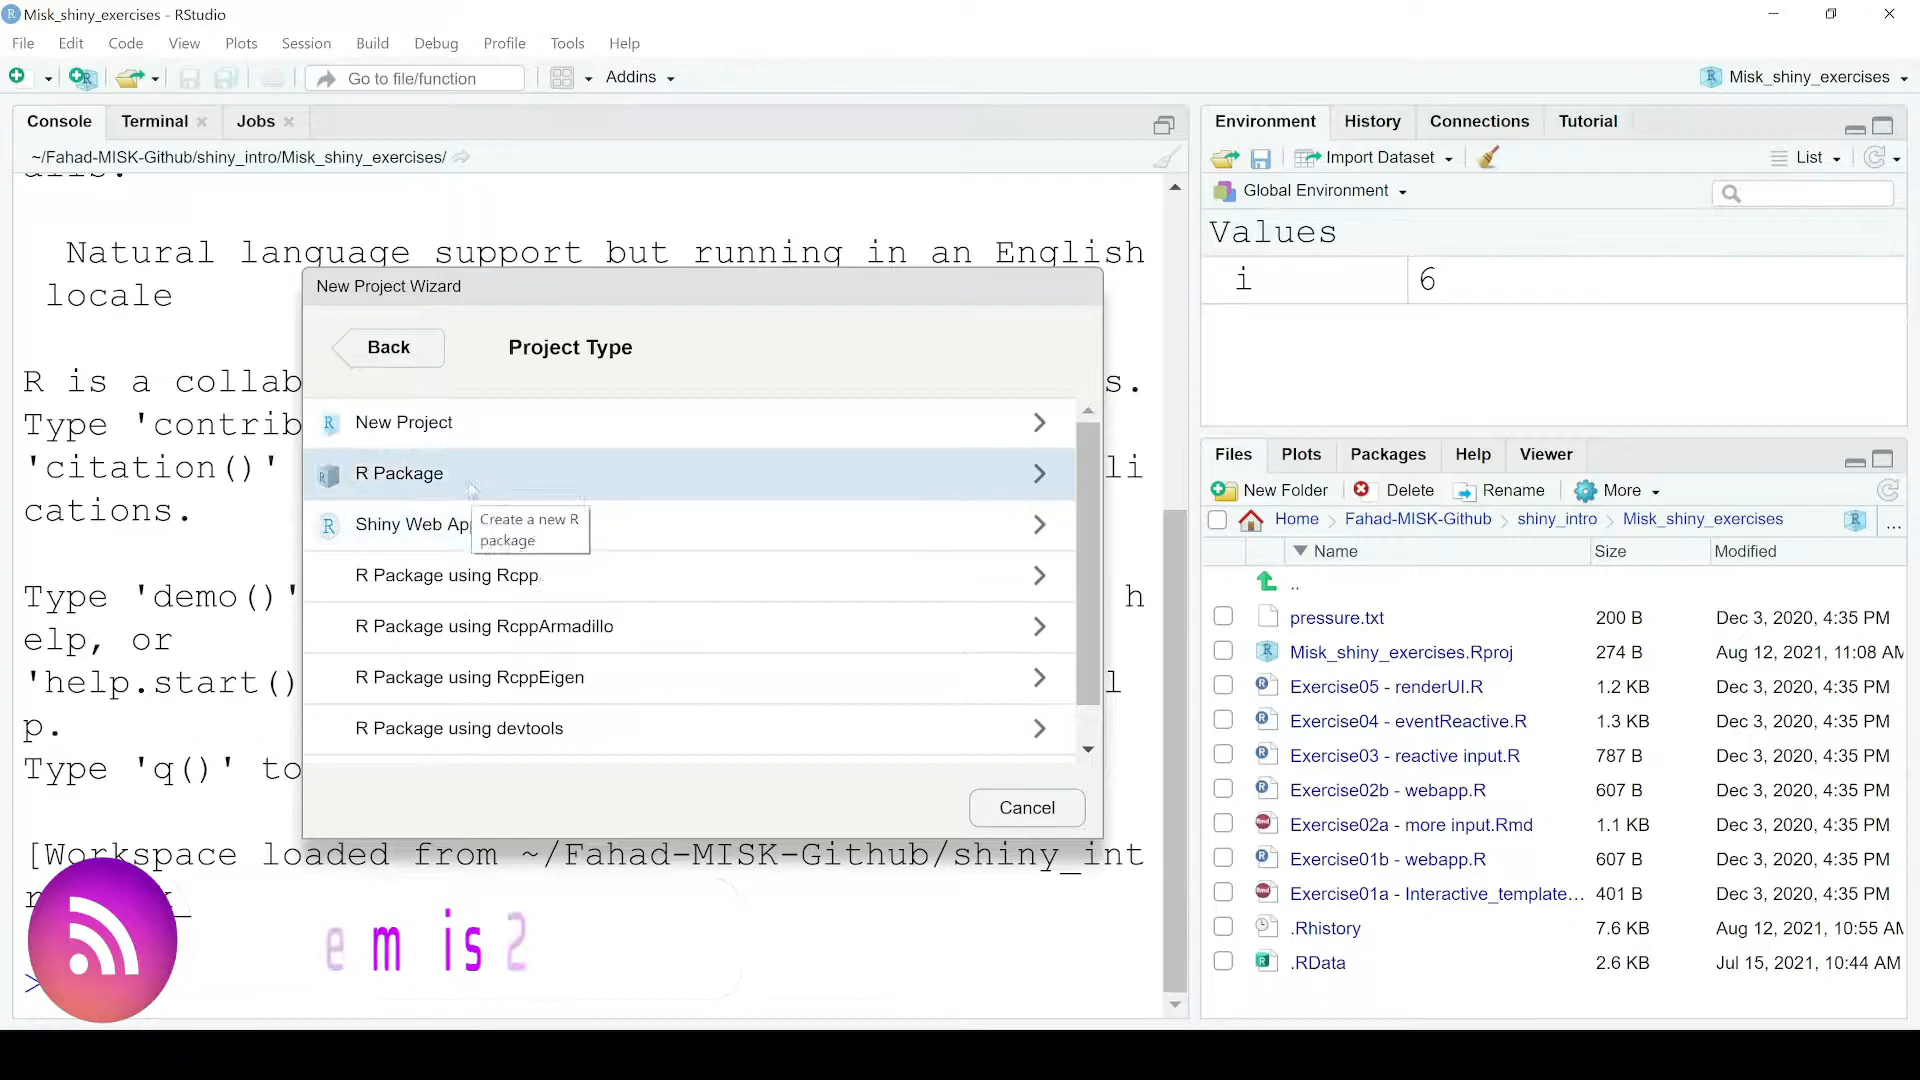 Misk_shiny_exercises - RStudio
File Edit Code View Plots Session Build Debug Profile Tools Help
Go to file/function Addins Misk_shiny_exercises
Console Terminal Jobs
~/Fahad-MISK-Github/shiny_intro/Misk_shiny_exercises/
Natural language support but running in an English
locale
R is a collab
s.
Type 'contrib
'citation()'
li
cations.
Type 'demo()'
h
elp, or
'help.start()
l
p.
Type 'q()' to
[Workspace loaded from ~/Fahad-MISK-Github/shiny_int
>
New Project Wizard
Back Project Type
New Project
R Package
Shiny Web Ap
Create a new R
package
R Package using Rcpp
R Package using RcppArmadillo
R Package using RcppEigen
R Package using devtools
Cancel
e m is 2
Environment History Connections Tutorial
Import Dataset List
Global Environment
Values
i 6
Files Plots Packages Help Viewer
New Folder Delete Rename More
Home Fahad-MISK-Github shiny_intro Misk_shiny_exercises ...
Name Size Modified
..
pressure.txt 200 B Dec 3, 2020, 4:35 PM
Misk_shiny_exercises.Rproj 274 B Aug 12, 2021, 11:08 AM
Exercise05 - renderUI.R 1.2 KB Dec 3, 2020, 4:35 PM
Exercise04 - eventReactive.R 1.3 KB Dec 3, 2020, 4:35 PM
Exercise03 - reactive input.R 787 B Dec 3, 2020, 4:35 PM
Exercise02b - webapp.R 607 B Dec 3, 2020, 4:35 PM
Exercise02a - more input.Rmd 1.1 KB Dec 3, 2020, 4:35 PM
Exercise01b - webapp.R 607 B Dec 3, 2020, 4:35 PM
Exercise01a - Interactive_template... 401 B Dec 3, 2020, 4:35 PM
.Rhistory 7.6 KB Aug 12, 2021, 10:55 AM
.RData 2.6 KB Jul 15, 2021, 10:44 AM